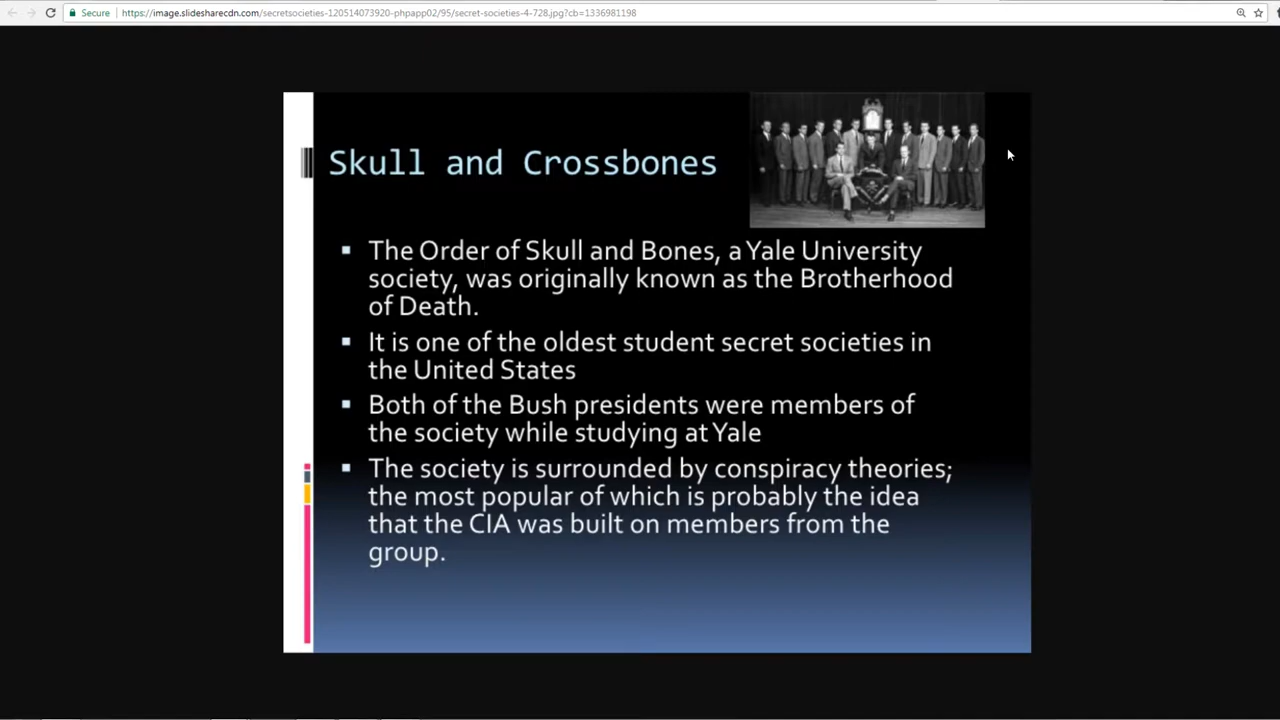 Secure
https://image.slidesharecdn.com/secretsocieties-120514073920-phpapp02/95/secret-societies-4-728.jpg?cb=1336981198
Skull and Crossbones
The Order of Skull and Bones, a Yale University
society, was originally known as the Brotherhood
of Death.
It is one of the oldest student secret societies in
the United States
Both of the Bush presidents were members of
the society while studying at Yale
The society is surrounded by conspiracy theories;
the most popular of which is probably the idea
that the CIA was built on members from the
group.